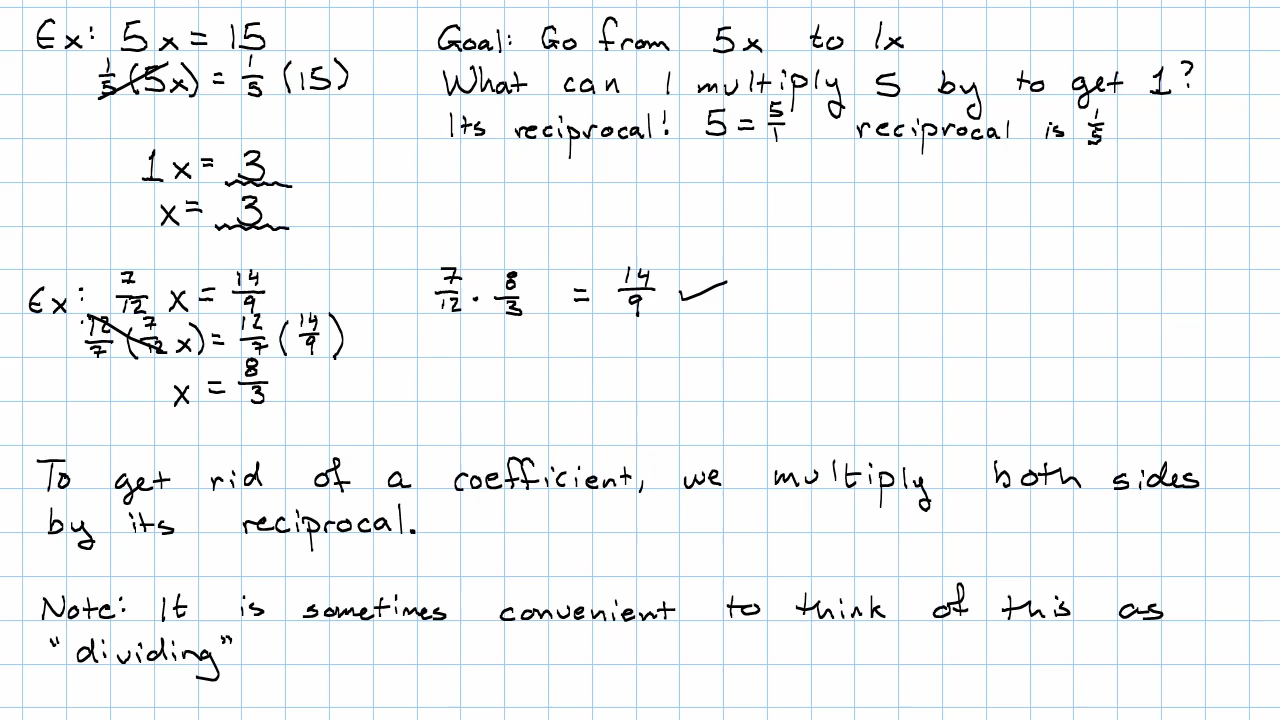 Ex: 5x = 15
1/5 (5x) = 1/5 (15)
1x = 3
x = 3
Goal: Go from 5x to 1x
What can I multiply 5 by to get 1?
Its reciprocal! 5 = 5/1 reciprocal is 1/5
Ex: 7/12 x = 14/9
12/7 (7/12 x) = 12/7 (14/9)
x = 8/3
7/12 · 8/3 = 14/9 ✓
To get rid of a coefficient, we multiply both sides
by its reciprocal.
Note: It is sometimes convenient to think of this as
"dividing"